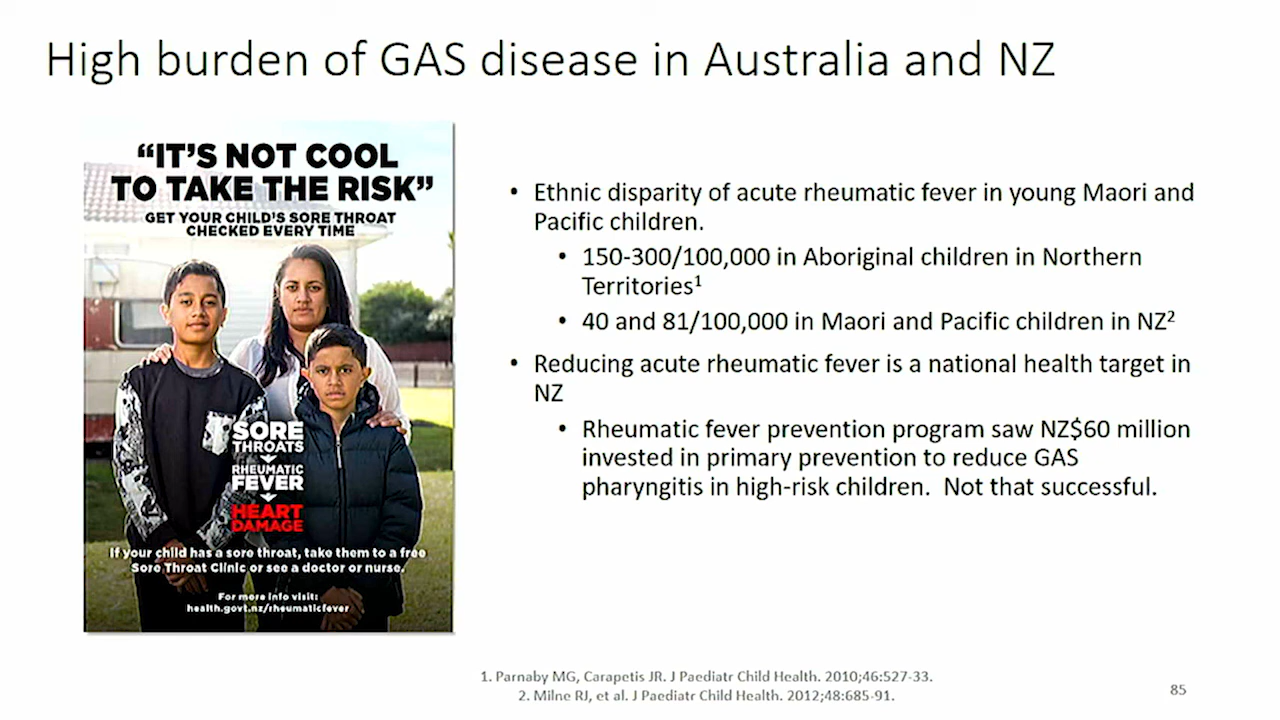 High burden of GAS disease in Australia and NZ
“IT’S NOT COOL
TO TAKE THE RISK”
GET YOUR CHILD’S SORE THROAT
CHECKED EVERY TIME
SORE
THROATS
RHEUMATIC
FEVER
HEART
DAMAGE
If your child has a sore throat, take them to a free
Sore Throat Clinic or see a doctor or nurse.
For more info visit:
health.govt.nz/rheumaticfever
• Ethnic disparity of acute rheumatic fever in young Maori and
Pacific children.
• 150-300/100,000 in Aboriginal children in Northern
Territories¹
• 40 and 81/100,000 in Maori and Pacific children in NZ²
• Reducing acute rheumatic fever is a national health target in
NZ
• Rheumatic fever prevention program saw NZ$60 million
invested in primary prevention to reduce GAS
pharyngitis in high-risk children.  Not that successful.
1. Parnaby MG, Carapetis JR. J Paediatr Child Health. 2010;46:527-33.
2. Milne RJ, et al. J Paediatr Child Health. 2012;48:685-91.
85